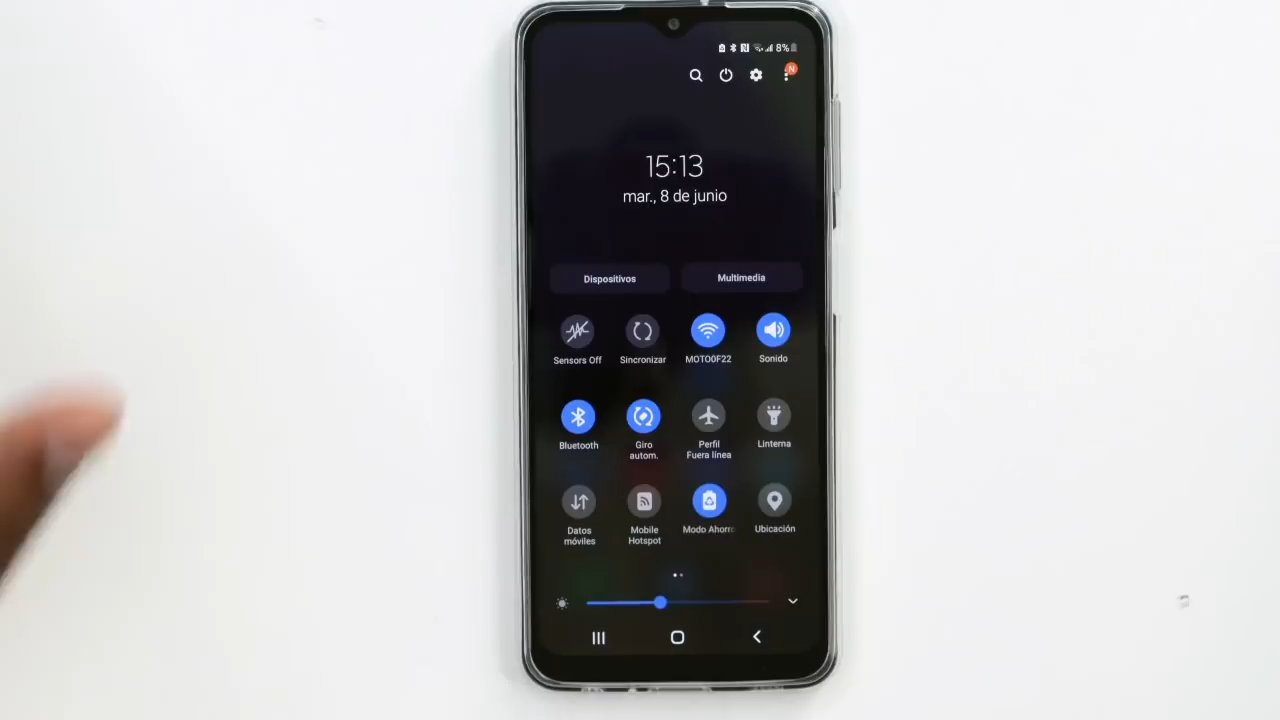 8%
N
15:13
mar., 8 de junio
Dispositivos Multimedia
Sensors Off Sincronizar MOTO0F22 Sonido
Bluetooth Giro autom. Perfil Fuera línea Linterna
Datos móviles Mobile Hotspot Modo Ahorr Ubicación